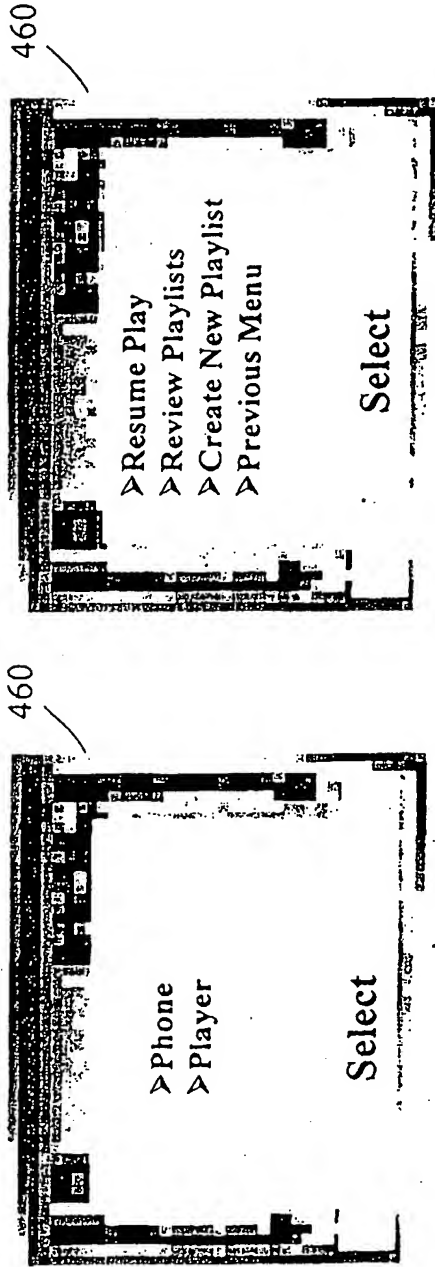 460
➢Phone
➢Player
Select
460
➢Resume Play
➢Review Playlists
➢Create New Playlist
➢Previous Menu
Select